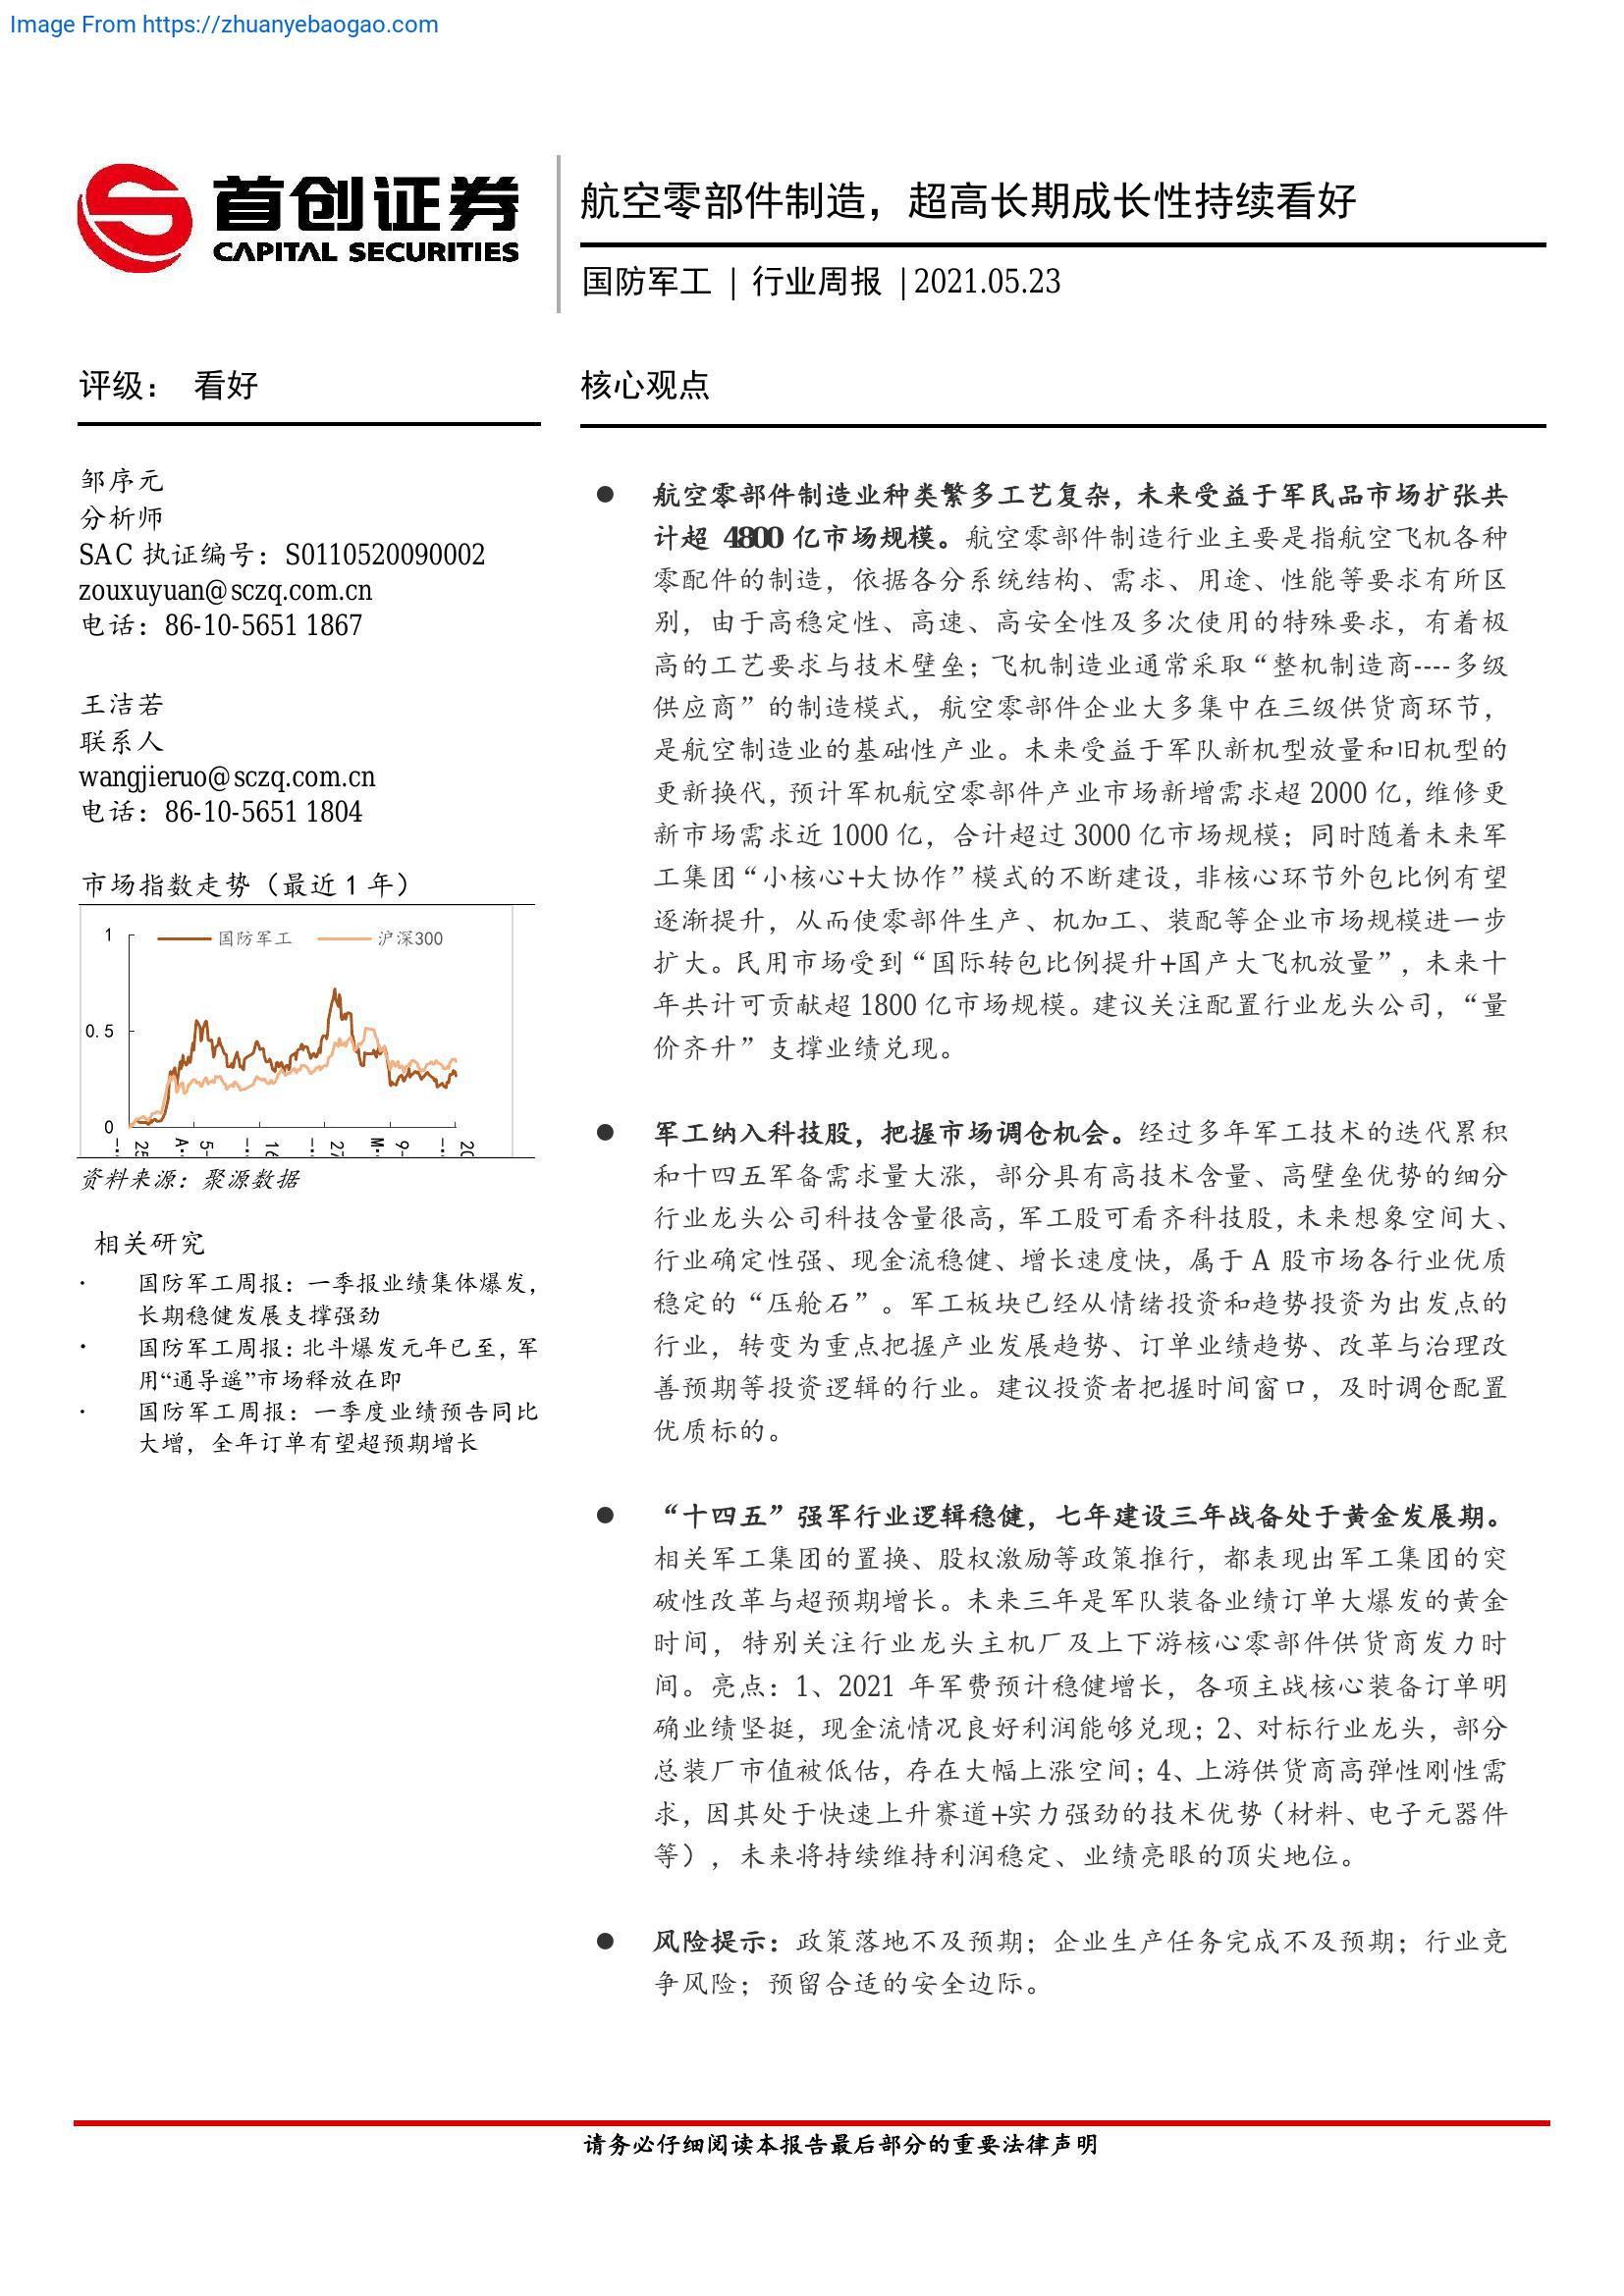 Image From https://zhuanyebaogao.com
首创证券
CAPITAL SECURITIES
航空零部件制造，超高长期成长性持续看好
国防军工 | 行业周报 |2021.05.23
评级： 看好
邹序元
分析师
SAC 执证编号：S0110520090002
zouxuyuan@sczq.com.cn
电话：86-10-5651 1867
王洁若
联系人
wangjieruo@sczq.com.cn
电话：86-10-5651 1804
市场指数走势（最近 1 年）
国防军工 沪深300
1
0.5
0
资料来源：聚源数据
相关研究
· 国防军工周报：一季报业绩集体爆发，
长期稳健发展支撑强劲
· 国防军工周报：北斗爆发元年已至，军
用“通导遥”市场释放在即
· 国防军工周报：一季度业绩预告同比
大增，全年订单有望超预期增长
核心观点
● 航空零部件制造业种类繁多工艺复杂，未来受益于军民品市场扩张共
计超 4800 亿市场规模。航空零部件制造行业主要是指航空飞机各种
零配件的制造，依据各分系统结构、需求、用途、性能等要求有所区
别，由于高稳定性、高速、高安全性及多次使用的特殊要求，有着极
高的工艺要求与技术壁垒；飞机制造业通常采取“整机制造商----多级
供应商”的制造模式，航空零部件企业大多集中在三级供货商环节，
是航空制造业的基础性产业。未来受益于军队新机型放量和旧机型的
更新换代，预计军机航空零部件产业市场新增需求超 2000 亿，维修更
新市场需求近 1000 亿，合计超过 3000 亿市场规模；同时随着未来军
工集团“小核心+大协作”模式的不断建设，非核心环节外包比例有望
逐渐提升，从而使零部件生产、机加工、装配等企业市场规模进一步
扩大。民用市场受到“国际转包比例提升+国产大飞机放量”，未来十
年共计可贡献超 1800 亿市场规模。建议关注配置行业龙头公司，“量
价齐升”支撑业绩兑现。
● 军工纳入科技股，把握市场调仓机会。经过多年军工技术的迭代累积
和十四五军备需求量大涨，部分具有高技术含量、高壁垒优势的细分
行业龙头公司科技含量很高，军工股可看齐科技股，未来想象空间大、
行业确定性强、现金流稳健、增长速度快，属于 A 股市场各行业优质
稳定的“压舱石”。军工板块已经从情绪投资和趋势投资为出发点的
行业，转变为重点把握产业发展趋势、订单业绩趋势、改革与治理改
善预期等投资逻辑的行业。建议投资者把握时间窗口，及时调仓配置
优质标的。
● “十四五”强军行业逻辑稳健，七年建设三年战备处于黄金发展期。
相关军工集团的置换、股权激励等政策推行，都表现出军工集团的突
破性改革与超预期增长。未来三年是军队装备业绩订单大爆发的黄金
时间，特别关注行业龙头主机厂及上下游核心零部件供货商发力时
间。亮点：1、2021 年军费预计稳健增长，各项主战核心装备订单明
确业绩坚挺，现金流情况良好利润能够兑现；2、对标行业龙头，部分
总装厂市值被低估，存在大幅上涨空间；4、上游供货商高弹性刚性需
求，因其处于快速上升赛道+实力强劲的技术优势（材料、电子元器件
等），未来将持续维持利润稳定、业绩亮眼的顶尖地位。
● 风险提示：政策落地不及预期；企业生产任务完成不及预期；行业竞
争风险；预留合适的安全边际。
请务必仔细阅读本报告最后部分的重要法律声明